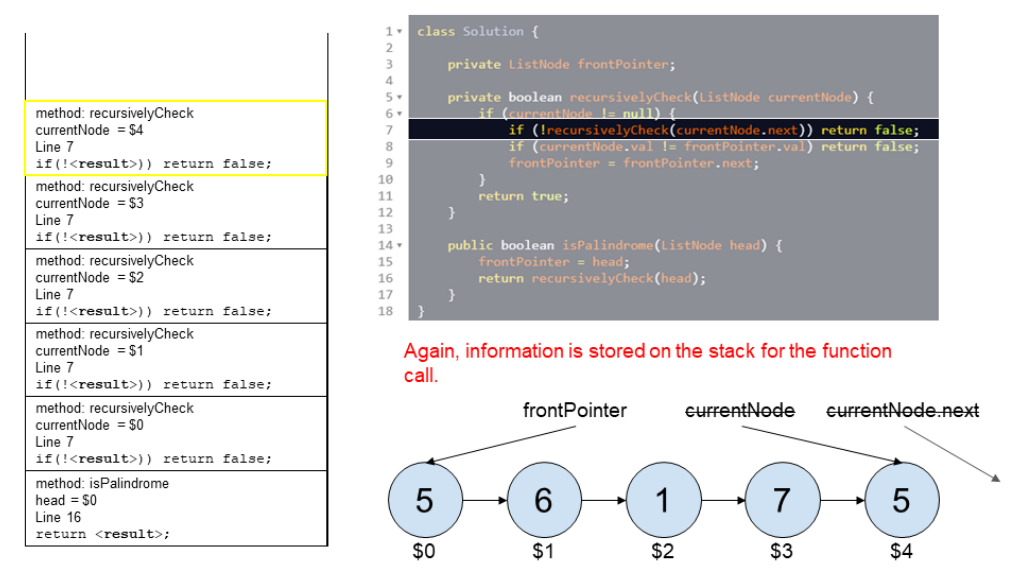 method: recursivelyCheck
currentNode = $4
Line 7
if(!<result>)) return false;
method: recursivelyCheck
currentNode = $3
Line 7
if(!<result>)) return false;
method: recursivelyCheck
currentNode = $2
Line 7
if(!<result>)) return false;
method: recursivelyCheck
currentNode = $1
Line 7
if(!<result>)) return false;
method: recursivelyCheck
currentNode = $0
Line 7
if(!<result>)) return false;
method: isPalindrome
head = $0
Line 16
return <result>;
1 class Solution {
2
3 private ListNode frontPointer;
4
5 private boolean recursivelyCheck(ListNode currentNode) {
6 if (currentNode != null) {
7 if (!recursivelyCheck(currentNode.next)) return false;
8 if (currentNode.val != frontPointer.val) return false;
9 frontPointer = frontPointer.next;
10 }
11 return true;
12 }
13
14 public boolean isPalindrome(ListNode head) {
15 frontPointer = head;
16 return recursivelyCheck(head);
17 }
18 }
Again, information is stored on the stack for the function
call.
frontPointer currentNode currentNode.next
5 6 1 7 5
$0 $1 $2 $3 $4